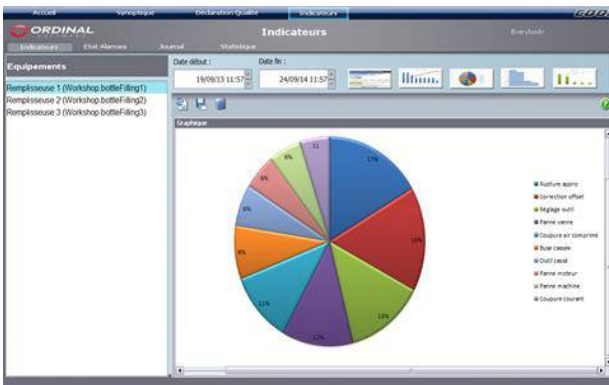 Accueil
Synoptique
Déclaration Qualité
Indicateurs
ORDINAL
SOFTWARE
Indicateurs
Everybody
Indicateurs
Etat Alarmes
Journal
Statistique
Equipements
Date début :
Date fin :
19/09/13 11:57
24/09/14 11:57
Remplisseuse 1 (Workshop.bottleFilling1)
Remplisseuse 2 (Workshop.bottleFilling2)
Remplisseuse 3 (Workshop.bottleFilling3)
Graphique
17%
13%
12%
11%
8%
6%
6%
6%
11
Rupture appro
Correction offset
Réglage outil
Panne vanne
Coupure air comprimé
Buse cassée
Outil cassé
Panne moteur
Panne machine
Coupure courant